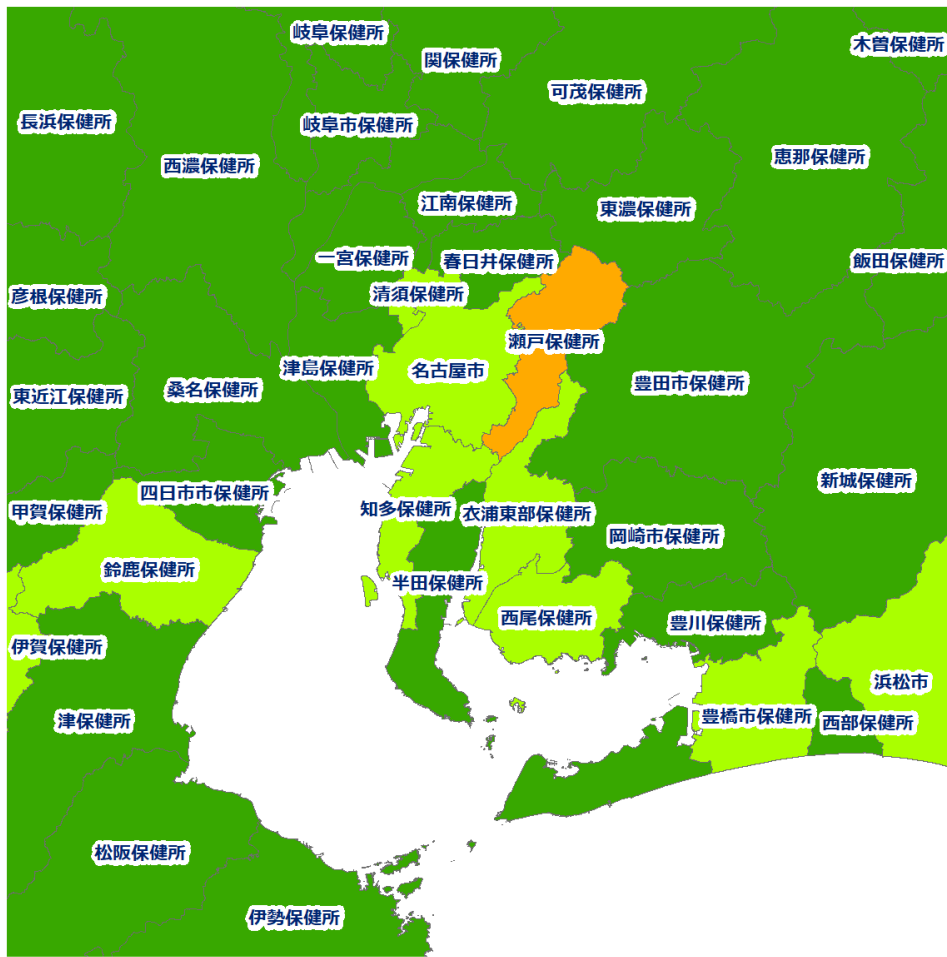 岐阜保健所
木曽保健所
関保健所
可茂保健所
長浜保健所
岐阜市保健所
恵那保健所
西濃保健所
江南保健所
東濃保健所
一宮保健所
春日井保健所
飯田保健所
彦根保健所
清須保健所
瀬戸保健所
津島保健所
名古屋市
豊田市保健所
桑名保健所
東近江保健所
新城保健所
四日市市保健所
甲賀保健所
知多保健所
衣浦東部保健所
岡崎市保健所
鈴鹿保健所
半田保健所
西尾保健所
豊川保健所
伊賀保健所
浜松市
津保健所
豊橋市保健所
西部保健所
松阪保健所
伊勢保健所